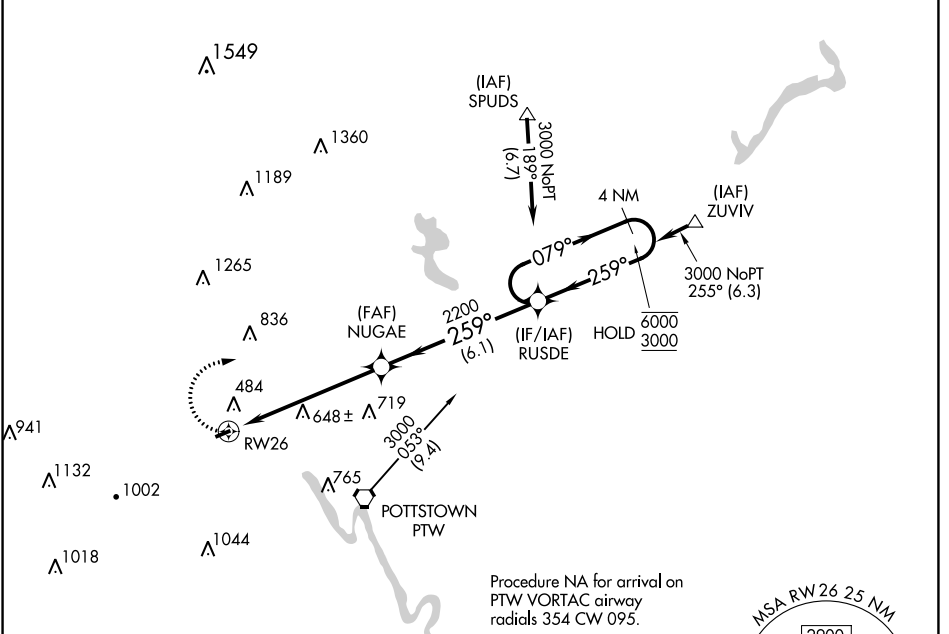 1549
(IAF)
SPUDS
3000 NoPT
189°
(6.7)
1360
1189
4 NM
(IAF)
ZUVIV
079°
259°
3000 NoPT
255° (6.3)
1265
2200
259°
(6.1)
(FAF)
NUGAE
(IF/IAF)
RUSDE
HOLD
6000
3000
836
484
648±
719
RW26
941
3000
053°
(9.4)
1132
1002
765
POTTSTOWN
PTW
1044
1018
Procedure NA for arrival on
PTW VORTAC airway
radials 354 CW 095.
MSA RW26 25 NM